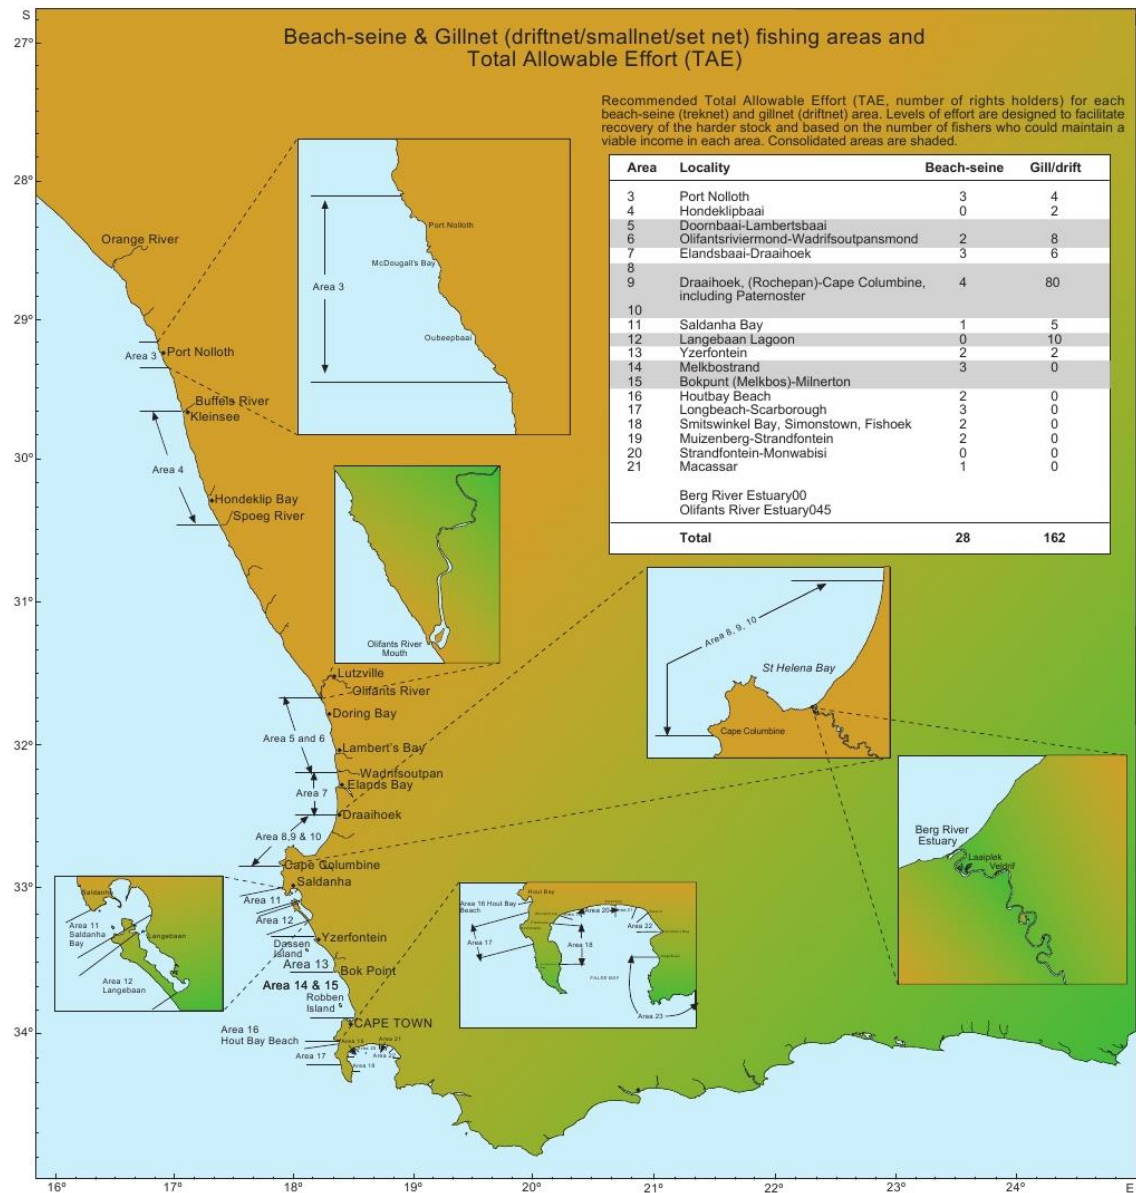 S
Beach-seine & Gillnet (driftnet/smallnet/set net) fishing areas and
Total Allowable Effort (TAE)
Recommended Total Allowable Effort (TAE, number of rights holders) for each
beach-seine (treknet) and gillnet (driftnet) area. Levels of effort are designed to facilitate
recovery of the harder stock and based on the number of fishers who could maintain a
viable income in each area. Consolidated areas are shaded.
Area Locality Beach-seine Gill/drift
3 Port Nolloth 3 4
4 Hondeklipbaai 0 2
5 Doornbaai-Lambertsbaai
6 Olifantsriviermond-Wadrifsoutpansmond 2 8
7 Elandsbaai-Draaihoek 3 6
8
9 Draaihoek, (Rochepan)-Cape Columbine, 4 80
including Paternoster
10
11 Saldanha Bay 1 5
12 Langebaan Lagoon 0 10
13 Yzerfontein 2 2
14 Melkbostrand 3 0
15 Bokpunt (Melkbos)-Milnerton
16 Houtbay Beach 2 0
17 Longbeach-Scarborough 3 0
18 Smitswinkel Bay, Simonstown, Fishoek 2 0
19 Muizenberg-Strandfontein 2 0
20 Strandfontein-Monwabisi 0 0
21 Macassar 1 0
Berg River Estuary00
Olifants River Estuary045
Total 28 162
27°
28°
29°
30°
31°
32°
33°
34°
Orange River
Area 3
Port Nolloth
Buffels River
Kleinsee
Area 4
Hondeklip Bay
Spoeg River
Lutzville
Olifants River
Doring Bay
Area 5 and 6
Lambert's Bay
Wadrifsoutpan
Elands Bay
Area 7
Draaihoek
Area 8,9 & 10
Cape Columbine
Saldanha
Area 11
Area 12
Yzerfontein
Dassen
Island
Area 13
Bok Point
Area 14 & 15
Robben
Island
CAPE TOWN
Area 16
Hout Bay Beach
Area 17
Area 18
Area 21
Port Nolloth
McDougall's Bay
Area 3
Oubeepbaai
Olifants River
Mouth
Area 8, 9, 10
St Helena Bay
Cape Columbine
Berg River
Estuary
Laaiplek
Veldrif
Saldanha
Area 11
Saldanha
Bay
Langebaan
Area 12
Langebaan
Hout Bay
Area 16 Hout Bay
Beach
Area 17
Area 18
Area 20
Area 21
Area 22
FALSE BAY
Area 23
16°
17°
18°
19°
20°
21°
22°
23°
24°
E